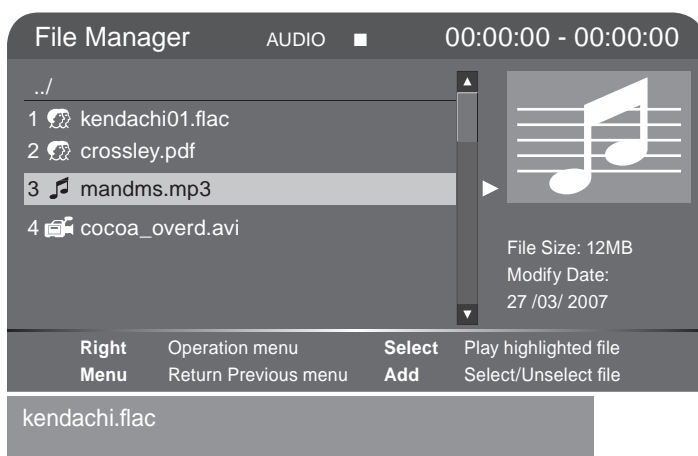 File Manager AUDIO 00:00:00 - 00:00:00
../
1 kendachi01.flac
2 crossley.pdf
3 mandms.mp3
4 cocoa_overd.avi
File Size: 12MB
Modify Date:
27 /03/ 2007
Right Operation menu Select Play highlighted file
Menu Return Previous menu Add Select/Unselect file
kendachi.flac